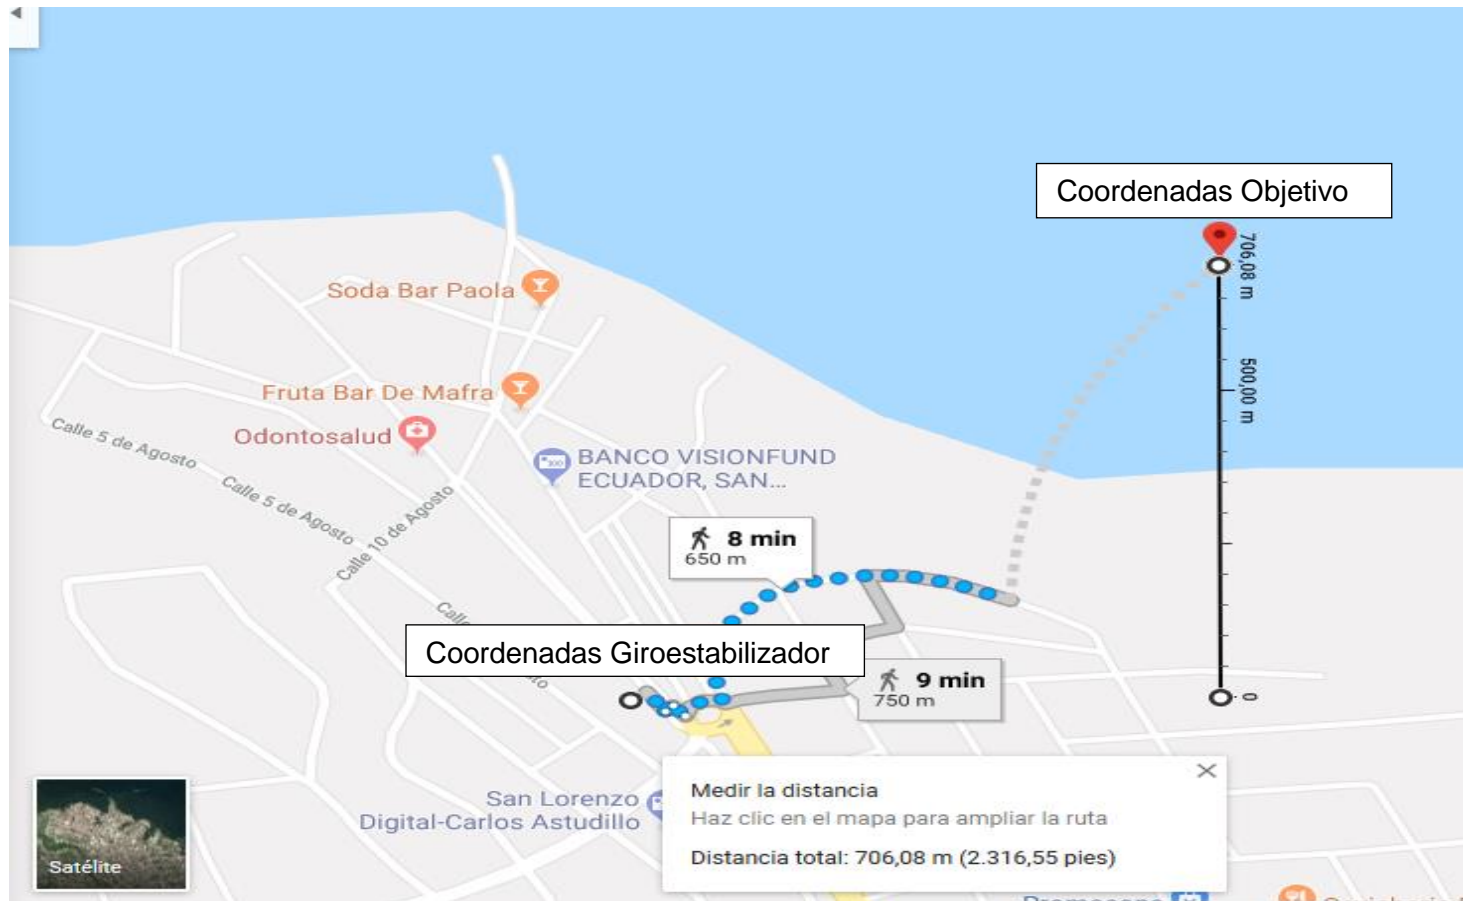 Coordenadas Objetivo
706,08 m
Soda Bar Paola
500,00 m
Fruta Bar De Mafra
Odontosalud
Calle 5 de Agosto
BANCO VISIONFUND
ECUADOR, SAN...
Calle 5 de Agosto
Calle 10 de Agosto
8 min
650 m
Coordenadas Giroestabilizador
9 min
750 m
0
Medir la distancia
Haz clic en el mapa para ampliar la ruta
Distancia total: 706,08 m (2.316,55 pies)
San Lorenzo
Digital-Carlos Astudillo
Satélite